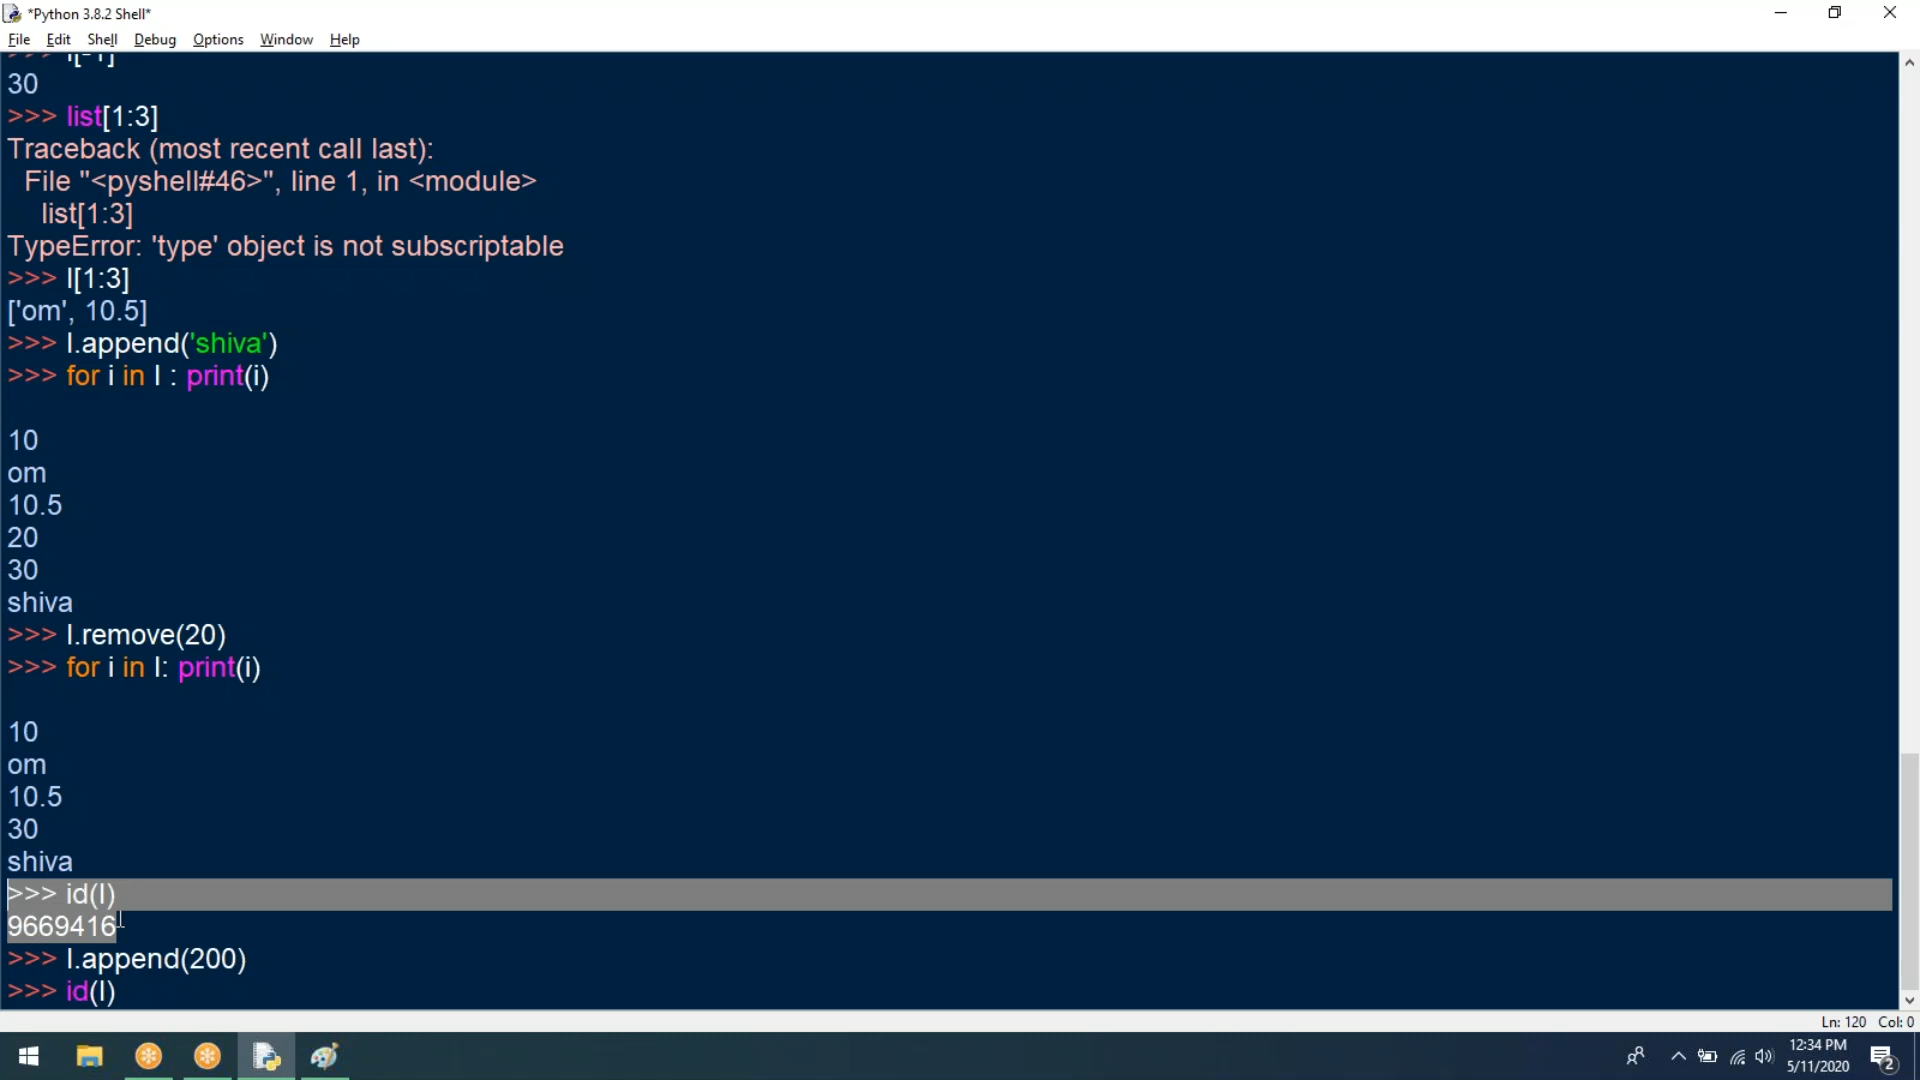 *Python 3.8.2 Shell*
File Edit Shell Debug Options Window Help
>>> l[-1]
30
>>> list[1:3]
Traceback (most recent call last):
  File "<pyshell#46>", line 1, in <module>
    list[1:3]
TypeError: 'type' object is not subscriptable
>>> l[1:3]
['om', 10.5]
>>> l.append('shiva')
>>> for i in l : print(i)
10
om
10.5
20
30
shiva
>>> l.remove(20)
>>> for i in l: print(i)
10
om
10.5
30
shiva
>>> id(l)
9669416
>>> l.append(200)
>>> id(l)
Ln: 120 Col: 0
12:34 PM
5/11/2020
2